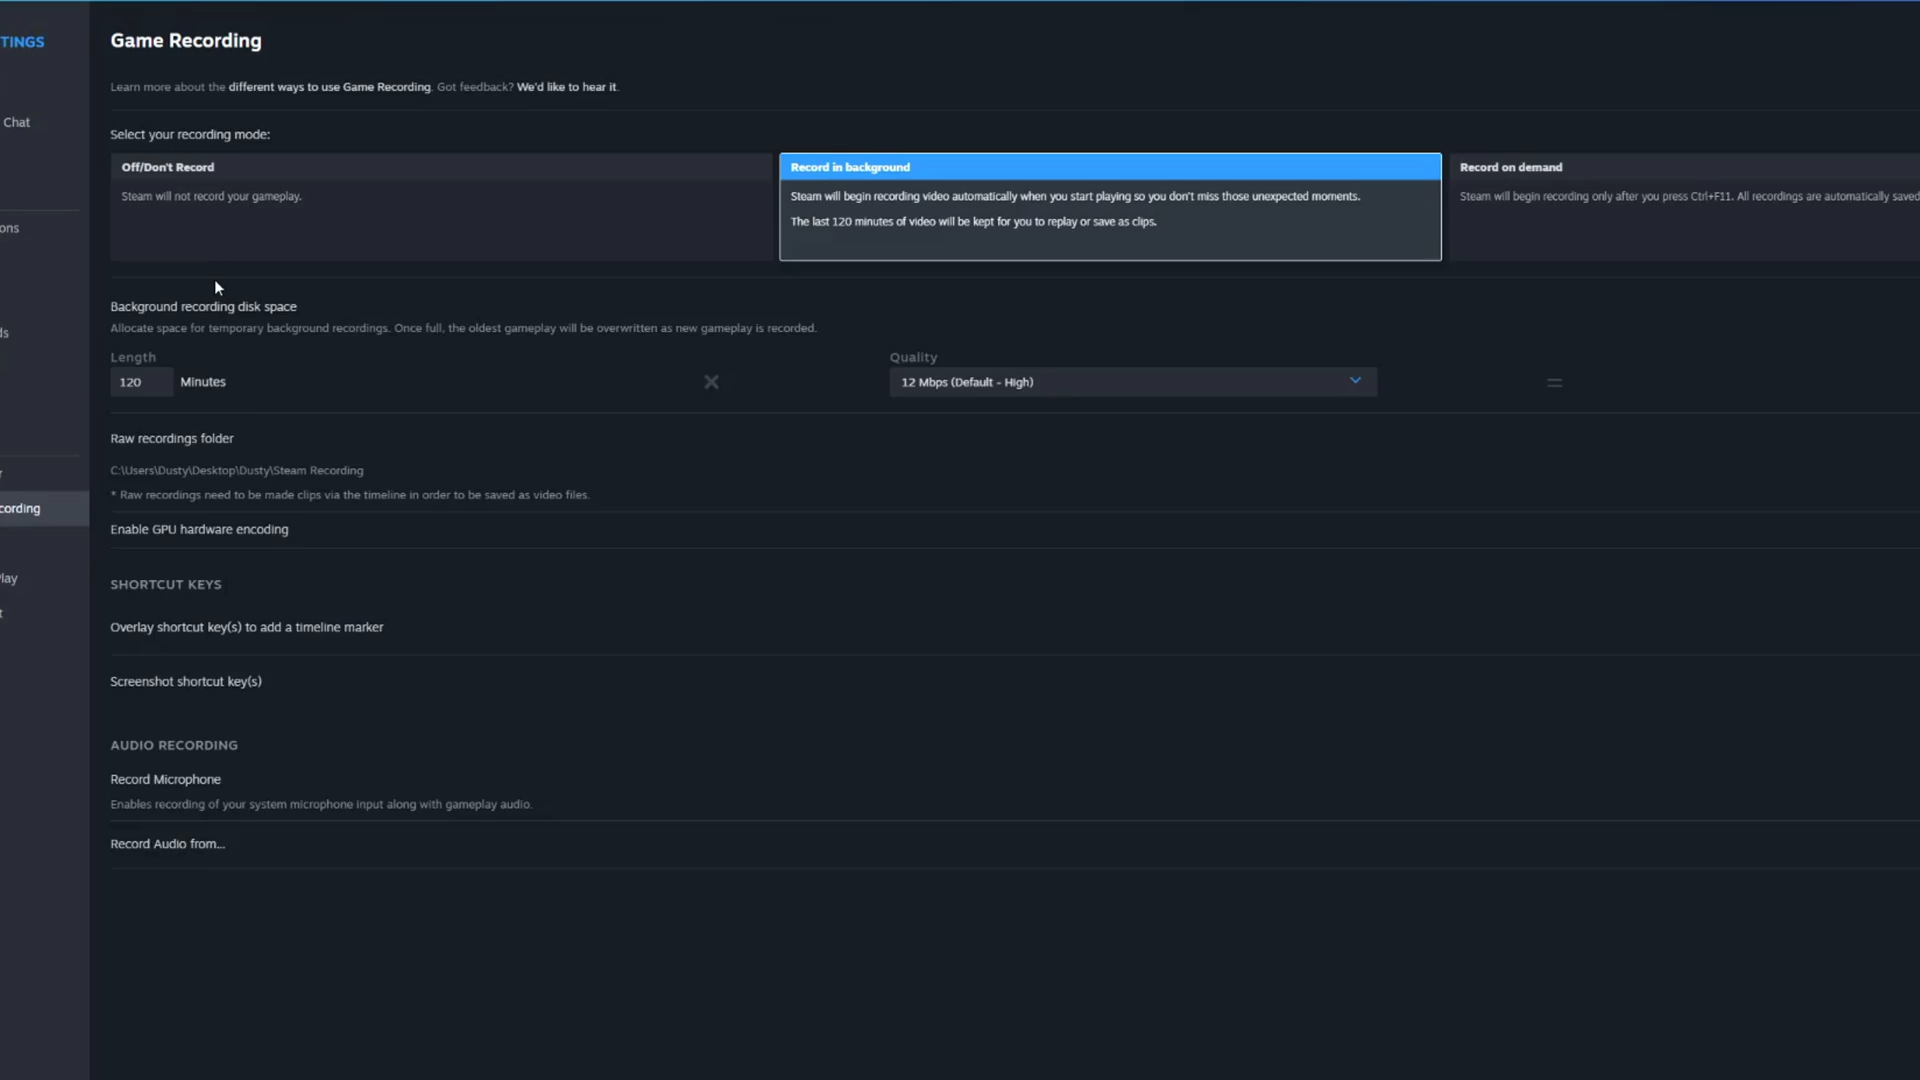 TINGS
Chat
ons
ds
r
cording
lay
t
Game Recording
Learn more about the different ways to use Game Recording. Got feedback? We'd like to hear it.
Select your recording mode:
Off/Don't Record
Steam will not record your gameplay.
Record in background
Steam will begin recording video automatically when you start playing so you don't miss those unexpected moments.
The last 120 minutes of video will be kept for you to replay or save as clips.
Record on demand
Steam will begin recording only after you press Ctrl+F11. All recordings are automatically saved
Background recording disk space
Allocate space for temporary background recordings. Once full, the oldest gameplay will be overwritten as new gameplay is recorded.
Length
120 Minutes
×
Quality
12 Mbps (Default - High)
=
Raw recordings folder
C:\Users\Dusty\Desktop\Dusty\Steam Recording
* Raw recordings need to be made clips via the timeline in order to be saved as video files.
Enable GPU hardware encoding
SHORTCUT KEYS
Overlay shortcut key(s) to add a timeline marker
Screenshot shortcut key(s)
AUDIO RECORDING
Record Microphone
Enables recording of your system microphone input along with gameplay audio.
Record Audio from...